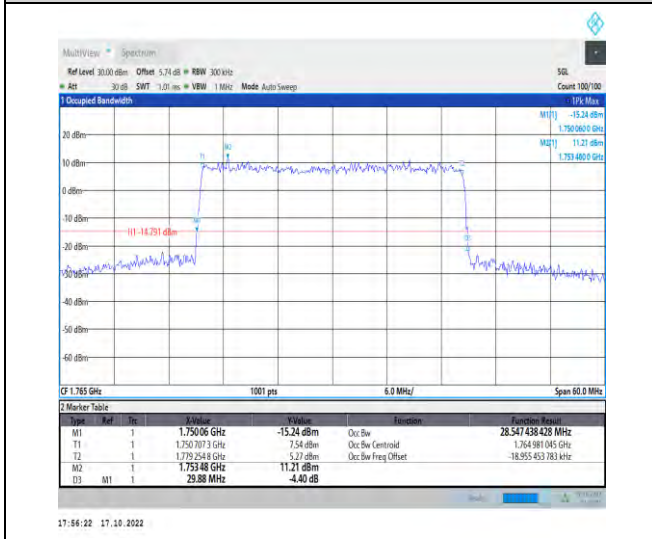 MultiView Spectrum
Ref Level 30.00 dBm Offset 5.74 dB RBW 300 kHz SGL
Att 30 dB SWT 1.01 ms VBW 1 MHz Mode Auto Sweep Count 100/100
1 Occupied Bandwidth 1Pk Max
M1[1] -15.24 dBm
1.750 060 0 GHz
20 dBm
M2[1] 11.21 dBm
1.753 480 0 GHz
T1
M2
10 dBm
0 dBm
-10 dBm
H1 -14.791 dBm
-20 dBm
-30 dBm
-40 dBm
-50 dBm
-60 dBm
CF 1.765 GHz 1001 pts 6.0 MHz/ Span 60.0 MHz
2 Marker Table
Type Ref Trc X-Value Y-Value Function Function Result
M1 1 1.75006 GHz -15.24 dBm Occ Bw 28.547 438 428 MHz
T1 1 1.750 707 3 GHz 7.54 dBm Occ Bw Centroid 1.764 981 045 GHz
T2 1 1.779 254 8 GHz 5.27 dBm Occ Bw Freq Offset -18.955 453 783 kHz
M2 1 1.75348 GHz 11.21 dBm
D3 M1 1 29.88 MHz -4.40 dB
17:56:22 17.10.2022